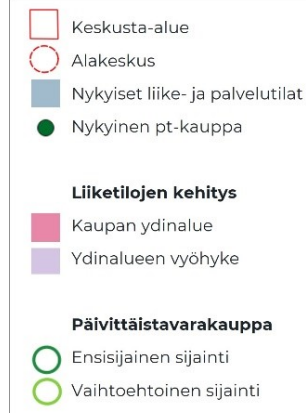 Keskusta-alue
Alakeskus
Nykyiset liike- ja palvelutilat
Nykyinen pt-kauppa
Liiketilojen kehitys
Kaupan ydinalue
Ydinalueen vyöhyke
Päivittäistavarakauppa
Ensisijainen sijainti
Vaihtoehtoinen sijainti